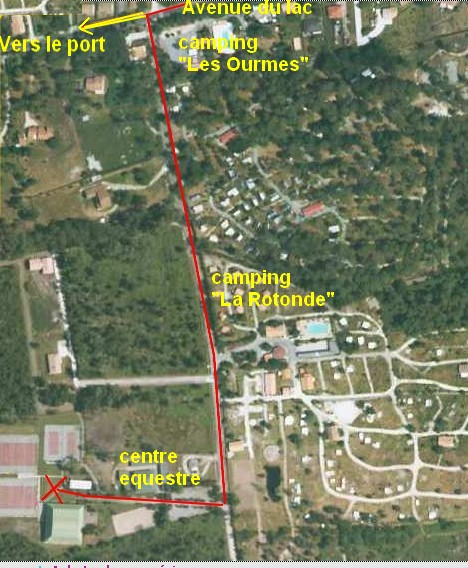 Avenue du lac
Vers le port
camping
"Les Ourmes"
camping
"La Rotonde"
centre
equestre